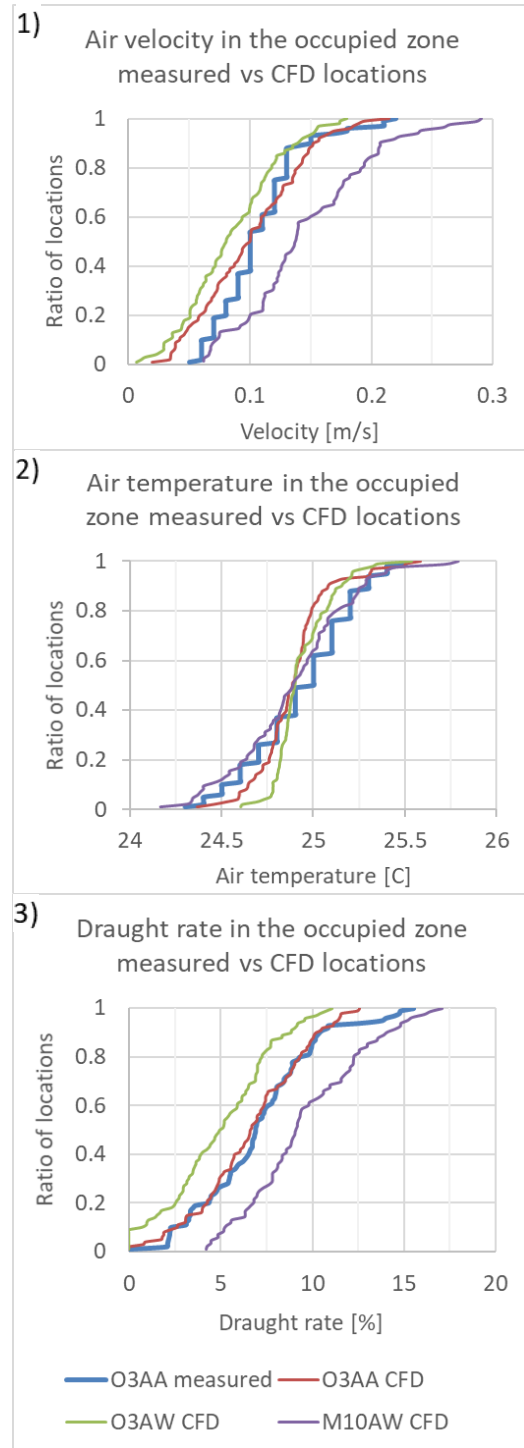 1)
Air velocity in the occupied zone
measured vs CFD locations
Ratio of locations
1
0.8
0.6
0.4
0.2
0
0 0.1 0.2 0.3
Velocity [m/s]
2)
Air temperature in the occupied
zone measured vs CFD locations
Ratio of locations
1
0.8
0.6
0.4
0.2
0
24 24.5 25 25.5 26
Air temperature [C]
3)
Draught rate in the occupied zone
measured vs CFD locations
Ratio of locations
1
0.8
0.6
0.4
0.2
0
0 5 10 15 20
Draught rate [%]
O3AA measured O3AA CFD
O3AW CFD M10AW CFD